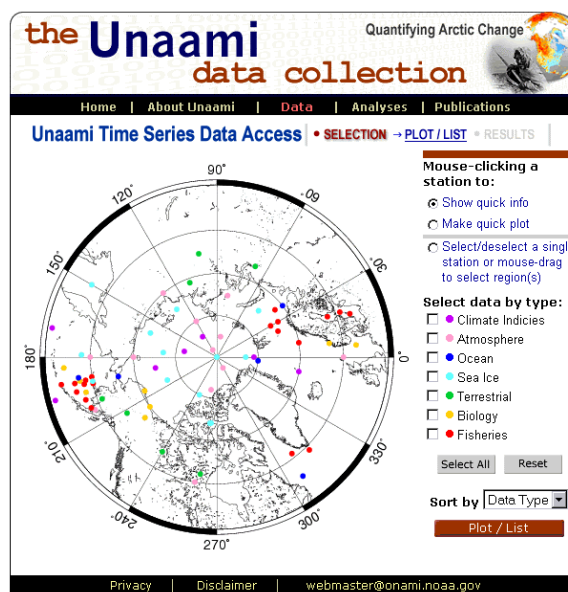 the Unaami
data collection
Quantifying Arctic Change
Home | About Unaami | Data | Analyses | Publications
Unaami Time Series Data Access | • SELECTION → PLOT / LIST • RESULTS |
Mouse-clicking a
station to:
Show quick info
Make quick plot
Select/deselect a singl
station or mouse-drag
to select region(s)
Select data by type:
Climate Indicies
Atmosphere
Ocean
Sea Ice
Terrestrial
Biology
Fisheries
Select All
Reset
Sort by Data Type
Plot / List
90°
60°
30°
0°
330°
300°
270°
240°
210°
180°
150°
120°
Privacy | Disclaimer | webmaster@onami.noaa.gov